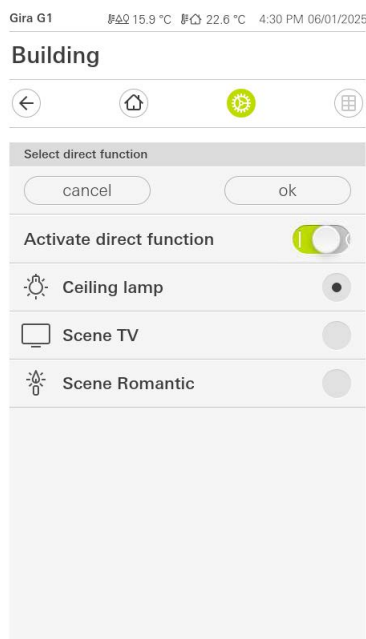 Gira G1 15.9 °C 22.6 °C 4:30 PM 06/01/2025
Building
Select direct function
cancel ok
Activate direct function
Ceiling lamp
Scene TV
Scene Romantic